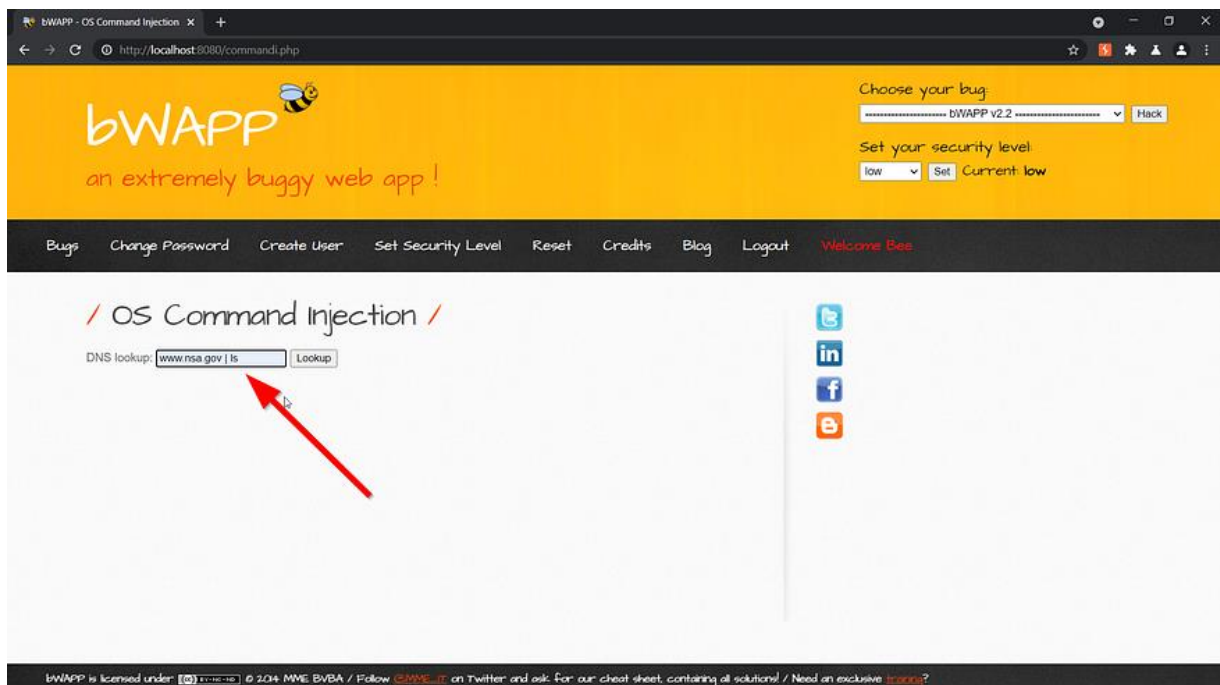 bWAPP - OS Command Injection
http://localhost:8080/commandi.php
bWAPP
an extremely buggy web app !
Choose your bug:
---------------------- bWAPP v2.2 ----------------------
Hack
Set your security level:
low Set Current: low
Bugs Change Password Create User Set Security Level Reset Credits Blog Logout Welcome Bee
/ OS Command Injection /
DNS lookup: www.nsa.gov | ls Lookup
bWAPP is licensed under © 2014 MME BVBA / Follow @MME_IT on Twitter and ask for our cheat sheet, containing all solutions! / Need an exclusive training?